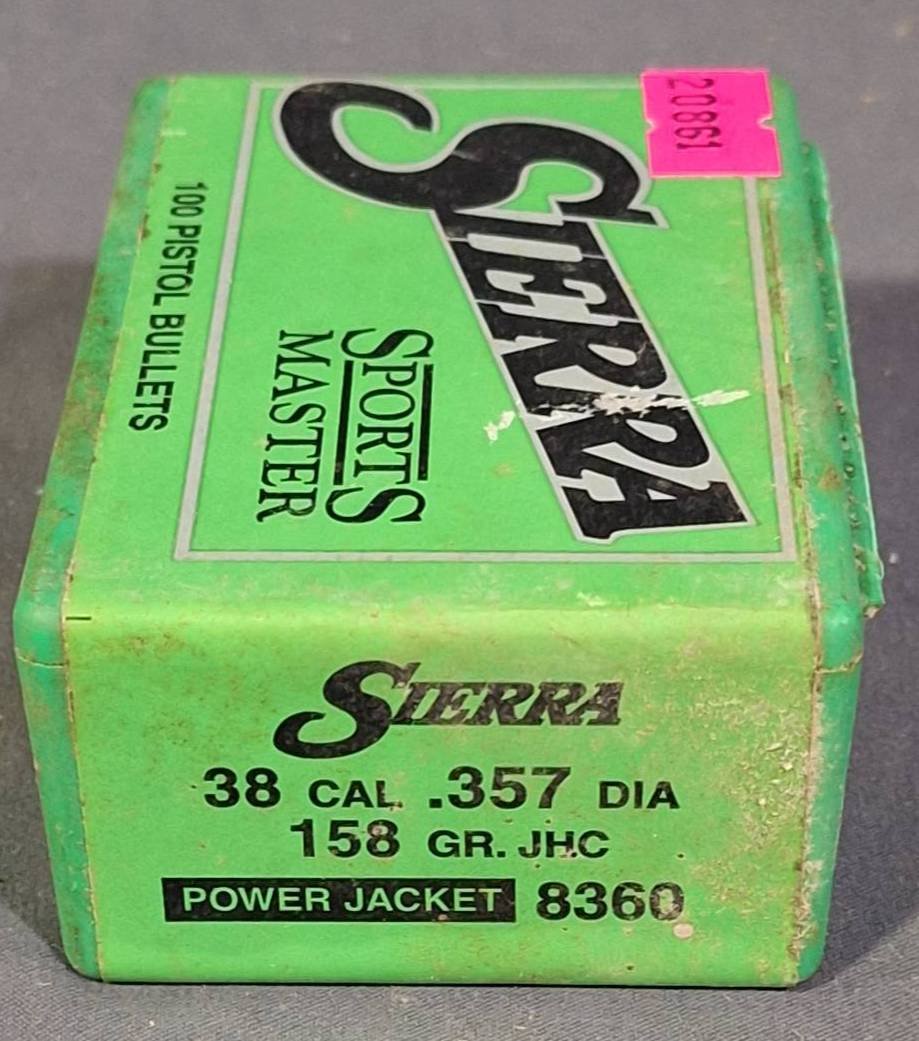 20861
SIERRA
SPORTS
MASTER
100 PISTOL BULLETS
SIERRA
38 CAL .357 DIA
158 GR. JHC
POWER JACKET 8360